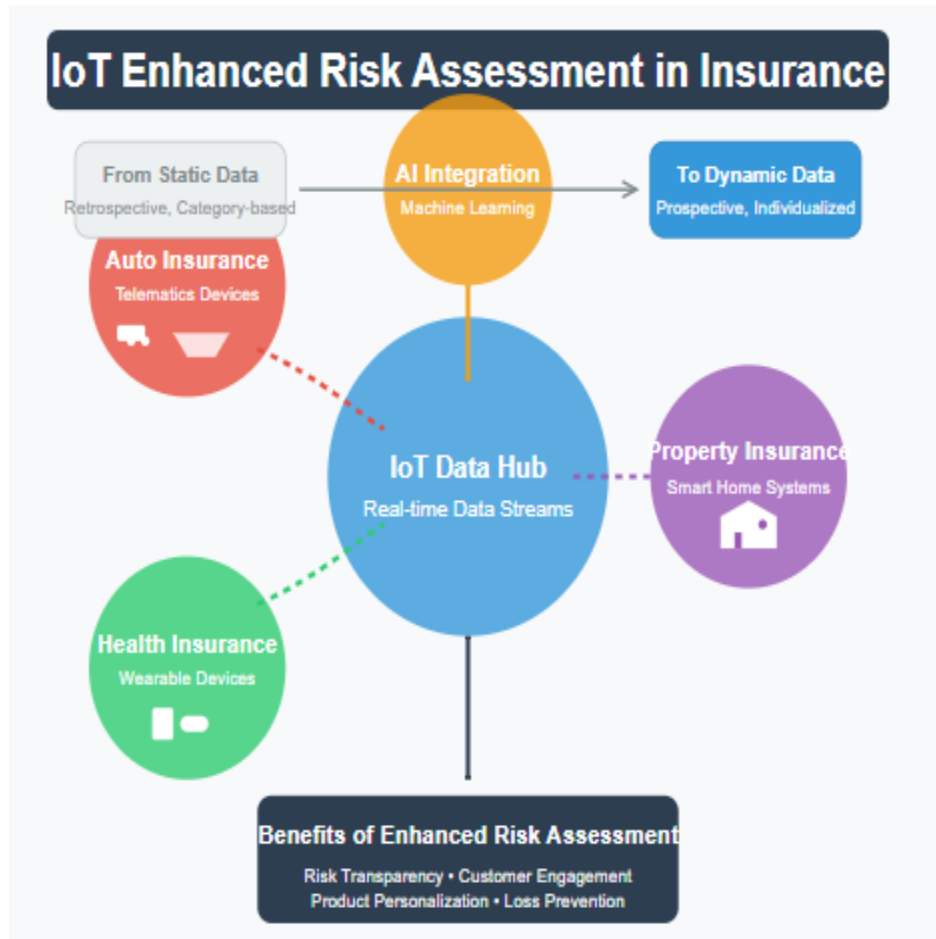 IoT Enhanced Risk Assessment in Insurance
From Static Data
Retrospective, Category-based
AI Integration
Machine Learning
To Dynamic Data
Prospective, Individualized
Auto Insurance
Telematics Devices
IoT Data Hub
Real-time Data Streams
Property Insurance
Smart Home Systems
Health Insurance
Wearable Devices
Benefits of Enhanced Risk Assessment
Risk Transparency • Customer Engagement
Product Personalization • Loss Prevention